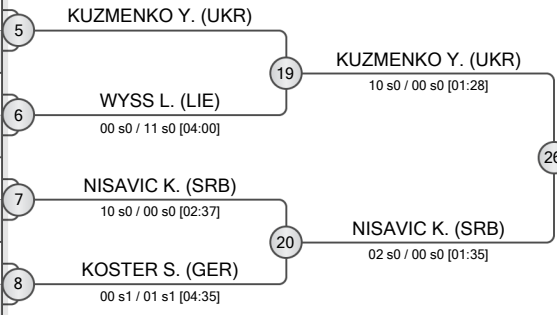 KUZMENKO Y. (UKR)
5
19
KUZMENKO Y. (UKR)
10 s0 / 00 s0 [01:28]
WYSS L. (LIE)
6
00 s0 / 11 s0 [04:00]
26
NISAVIC K. (SRB)
7
10 s0 / 00 s0 [02:37]
20
NISAVIC K. (SRB)
02 s0 / 00 s0 [01:35]
KOSTER S. (GER)
8
00 s1 / 01 s1 [04:35]